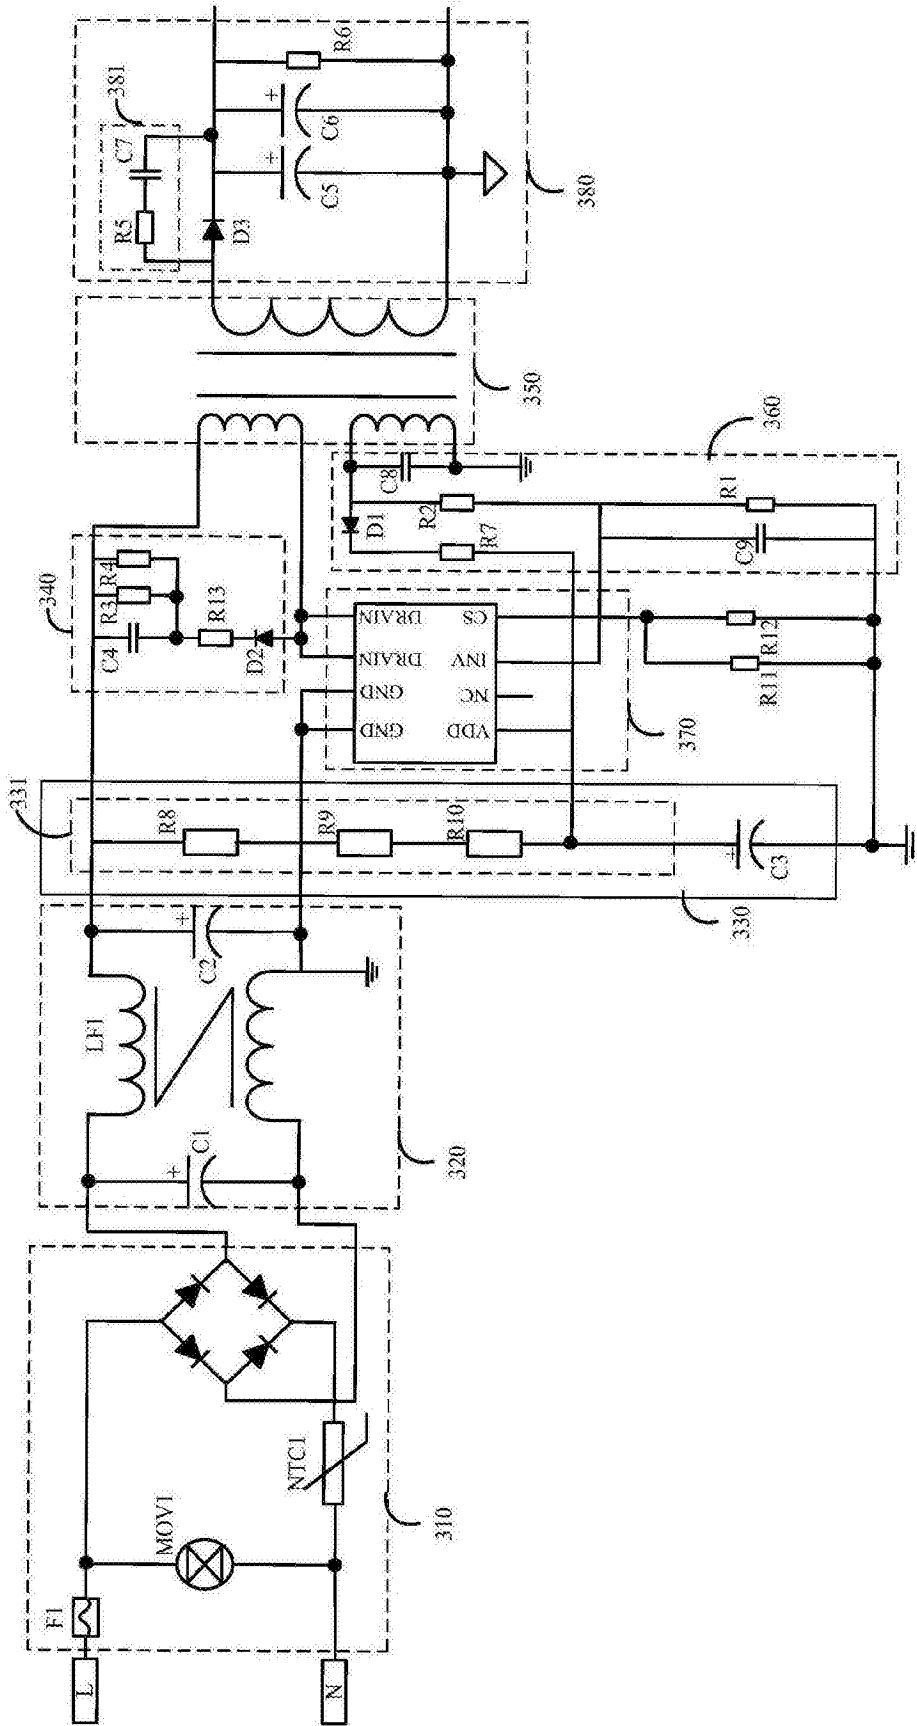 L
N
F1
MOV1
NTC1
310
C1
LF1
C2
320
331
R8
R9
R10
C3
330
340
C4
R3
R4
R13
D2
GND
GND
DRAIN
DRAIN
VDD
NC
INV
CS
370
R11
R12
D1
R2
R7
C8
C9
R1
360
350
R5
C7
381
D3
C5
C6
R6
380
+
+
+
+
+